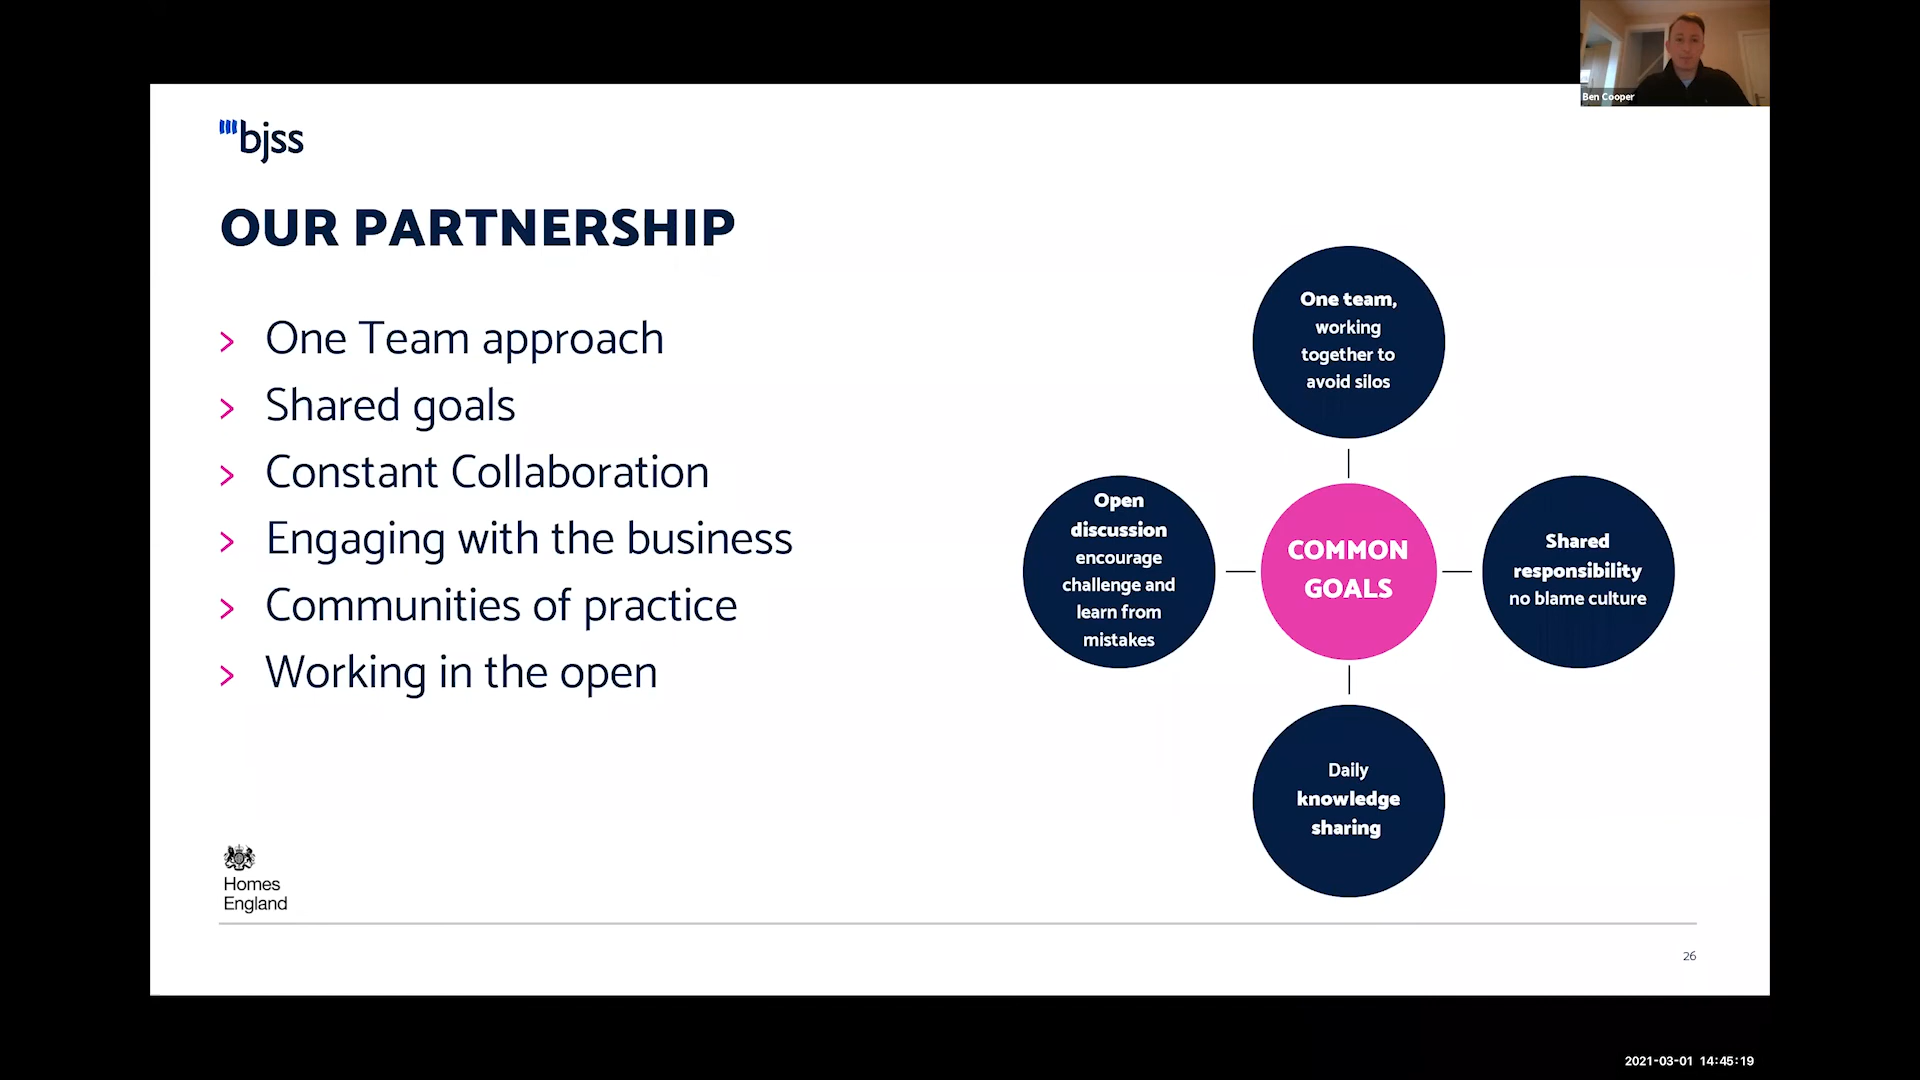 Ben Cooper
bjss
OUR PARTNERSHIP
> One Team approach
> Shared goals
> Constant Collaboration
> Engaging with the business
> Communities of practice
> Working in the open
One team,
working
together to
avoid silos
Open
discussion
encourage
challenge and
learn from
mistakes
COMMON
GOALS
Shared
responsibility
no blame culture
Daily
knowledge
sharing
Homes
England
26
2021-03-01 14:45:19